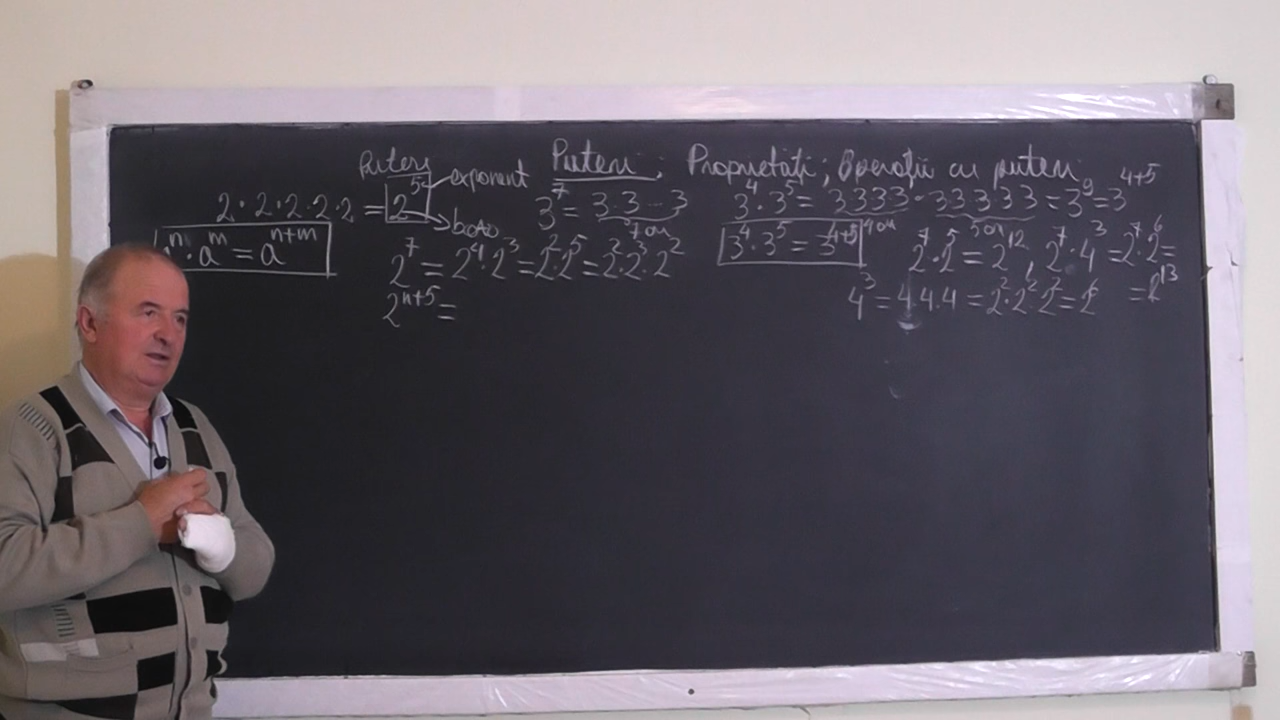 Puteri; Proprietăți; Operații cu puteri
Putere
2·2·2·2·2 = 2⁵ exponent
bază
aⁿ·aᵐ = aⁿ⁺ᵐ
3⁷ = 3·3···3
7 ori
2⁷ = 2⁴·2³ = 2²·2⁵ = 2²·2³·2²
2ⁿ⁺⁵ =
3⁴·3⁵ = 3333·33333 = 3⁹ = 3⁴⁺⁵
4 ori 5 ori
3⁴·3⁵ = 3⁴⁺⁵
2⁷·2⁵ = 2¹², 2⁷·4³ = 2⁷·2⁶ =
= 2¹³
4³ = 4·4·4 = 2²·2²·2² = 2⁶